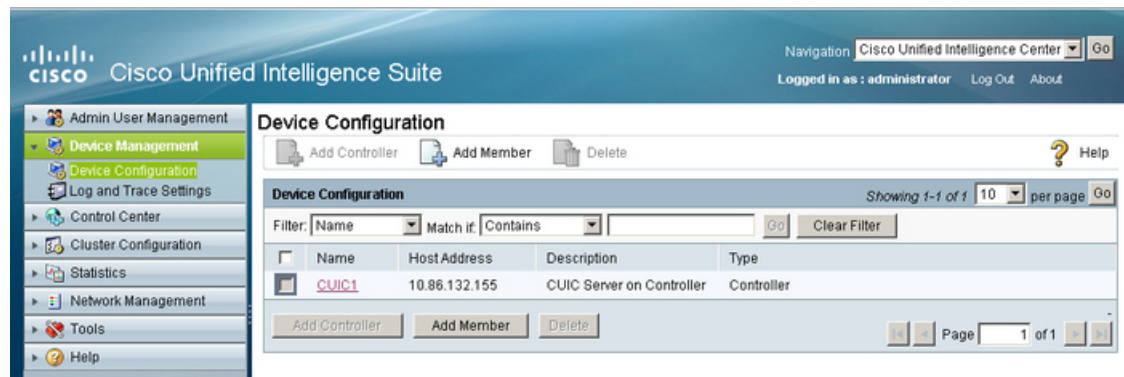 Navigation Cisco Unified Intelligence Center Go
CISCO Cisco Unified Intelligence Suite
Logged in as : administrator Log Out About
Admin User Management
Device Management
Device Configuration
Log and Trace Settings
Control Center
Cluster Configuration
Statistics
Network Management
Tools
Help
Device Configuration
Add Controller Add Member Delete Help
Device Configuration Showing 1-1 of 1 10 per page Go
Filter: Name Match if: Contains Go Clear Filter
Name Host Address Description Type
CUIC1 10.86.132.155 CUIC Server on Controller Controller
Add Controller Add Member Delete Page 1 of 1